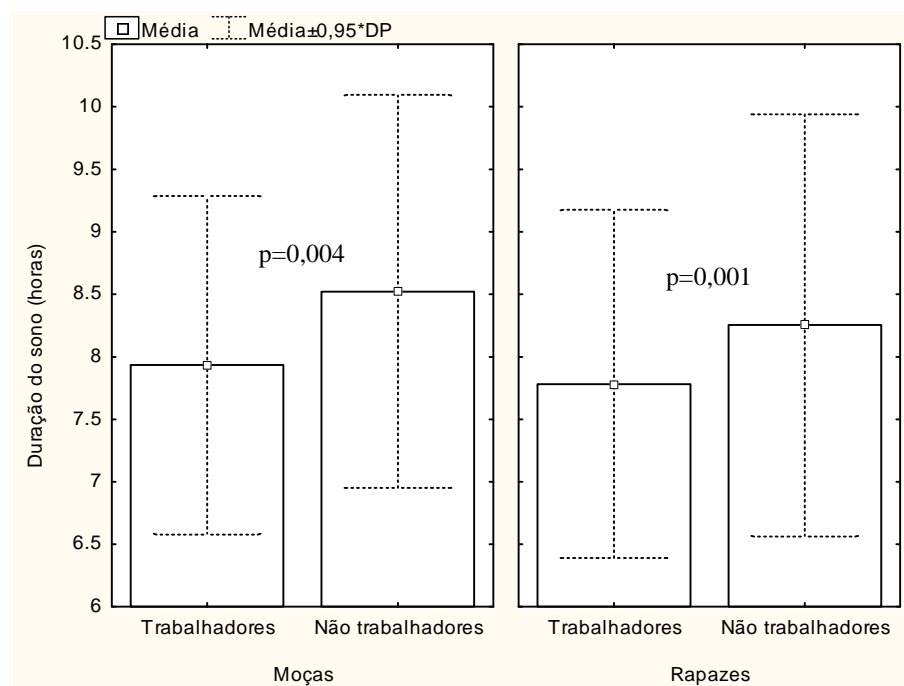 Média Média±0,95*DP
Duração do sono (horas)
10.5
10
9.5
9
8.5
8
7.5
7
6.5
6
p=0,004
p=0,001
Trabalhadores Não trabalhadores Trabalhadores Não trabalhadores
Moças Rapazes